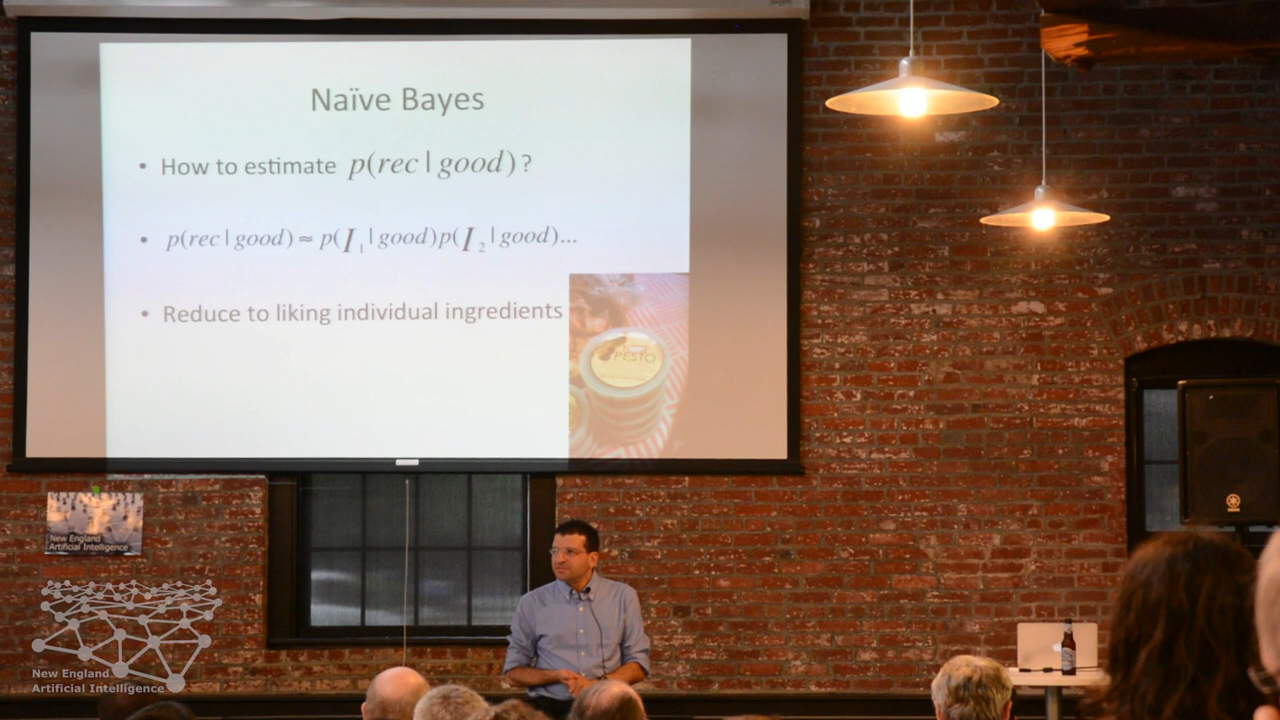 Naïve Bayes
• How to estimate p(rec | good) ?
• p(rec | good) ≈ p(I₁ | good)p(I₂ | good)...
• Reduce to liking individual ingredients
PESTO
New England
Artificial Intelligence
New England
Artificial Intelligence